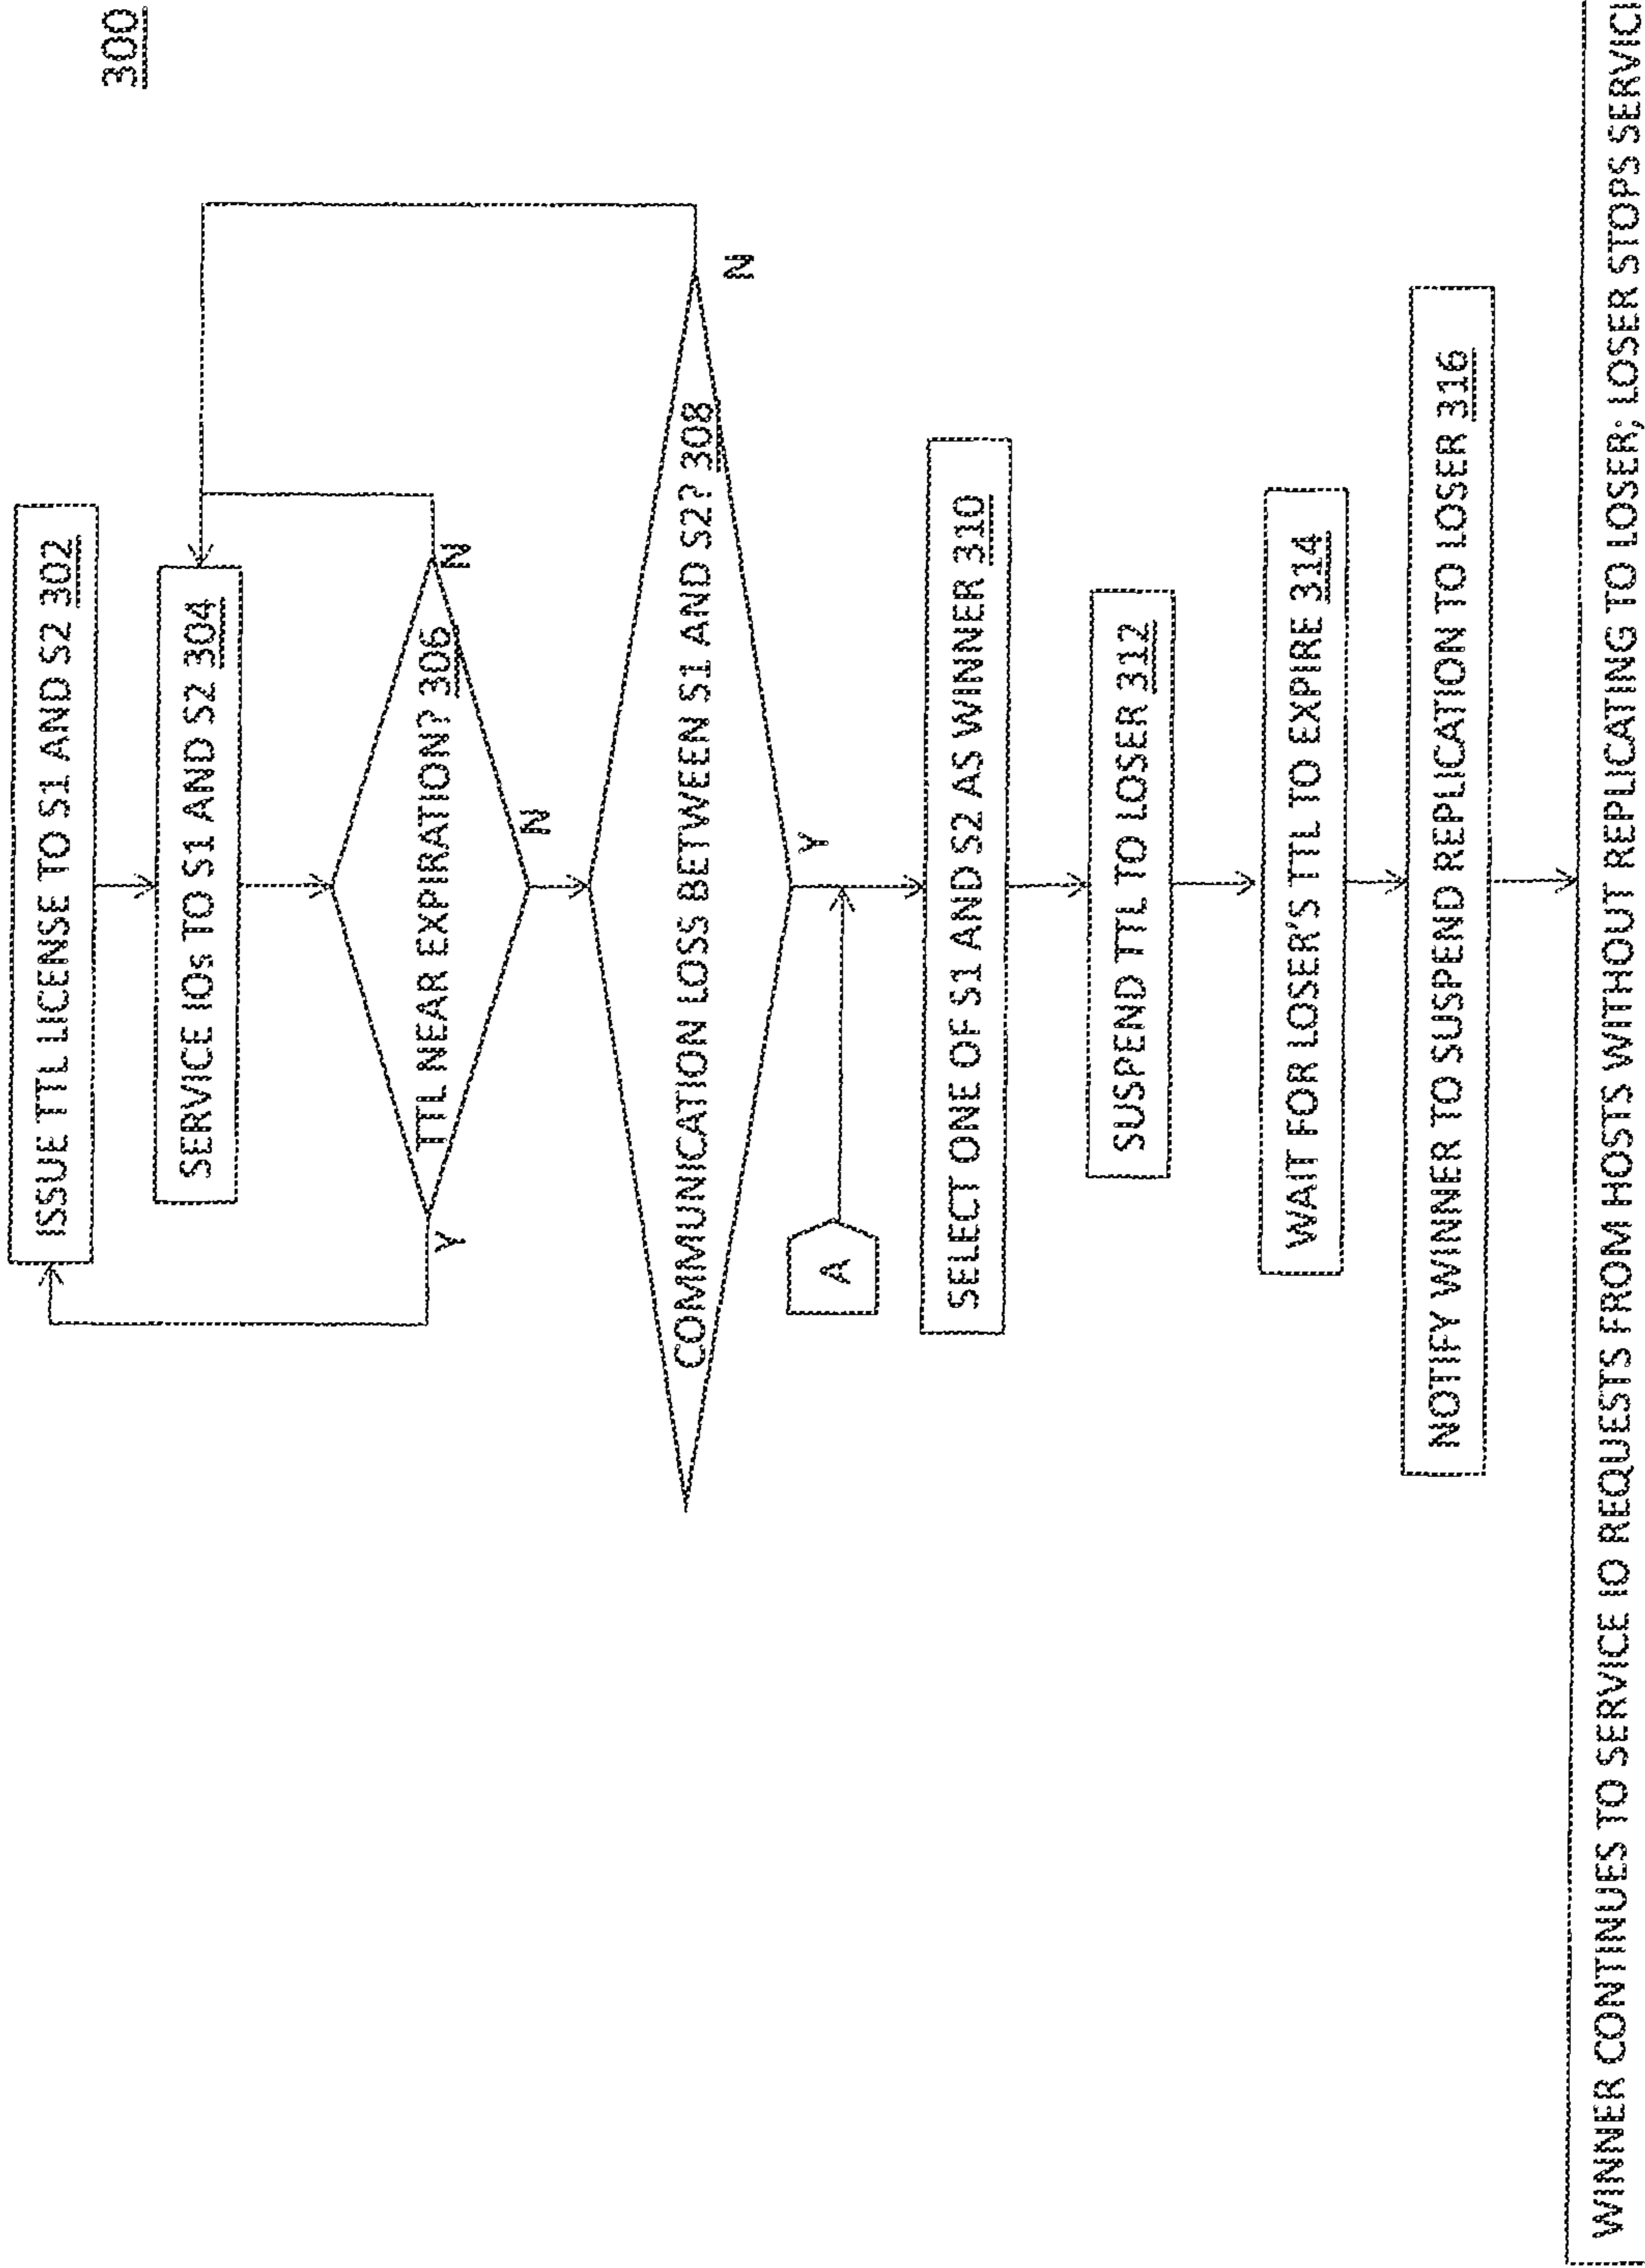 300
ISSUE TTL LICENSE TO S1 AND S2 302
SERVICE IOs TO S1 AND S2 304
TTL NEAR EXPIRATION? 306
Y
N
N
COMMUNICATION LOSS BETWEEN S1 AND S2? 308
N
Y
A
SELECT ONE OF S1 AND S2 AS WINNER 310
SUSPEND TTL TO LOSER 312
WAIT FOR LOSER'S TTL TO EXPIRE 314
NOTIFY WINNER TO SUSPEND REPLICATION TO LOSER 316
WINNER CONTINUES TO SERVICE IO REQUESTS FROM HOSTS WITHOUT REPLICATING TO LOSER; LOSER STOPS